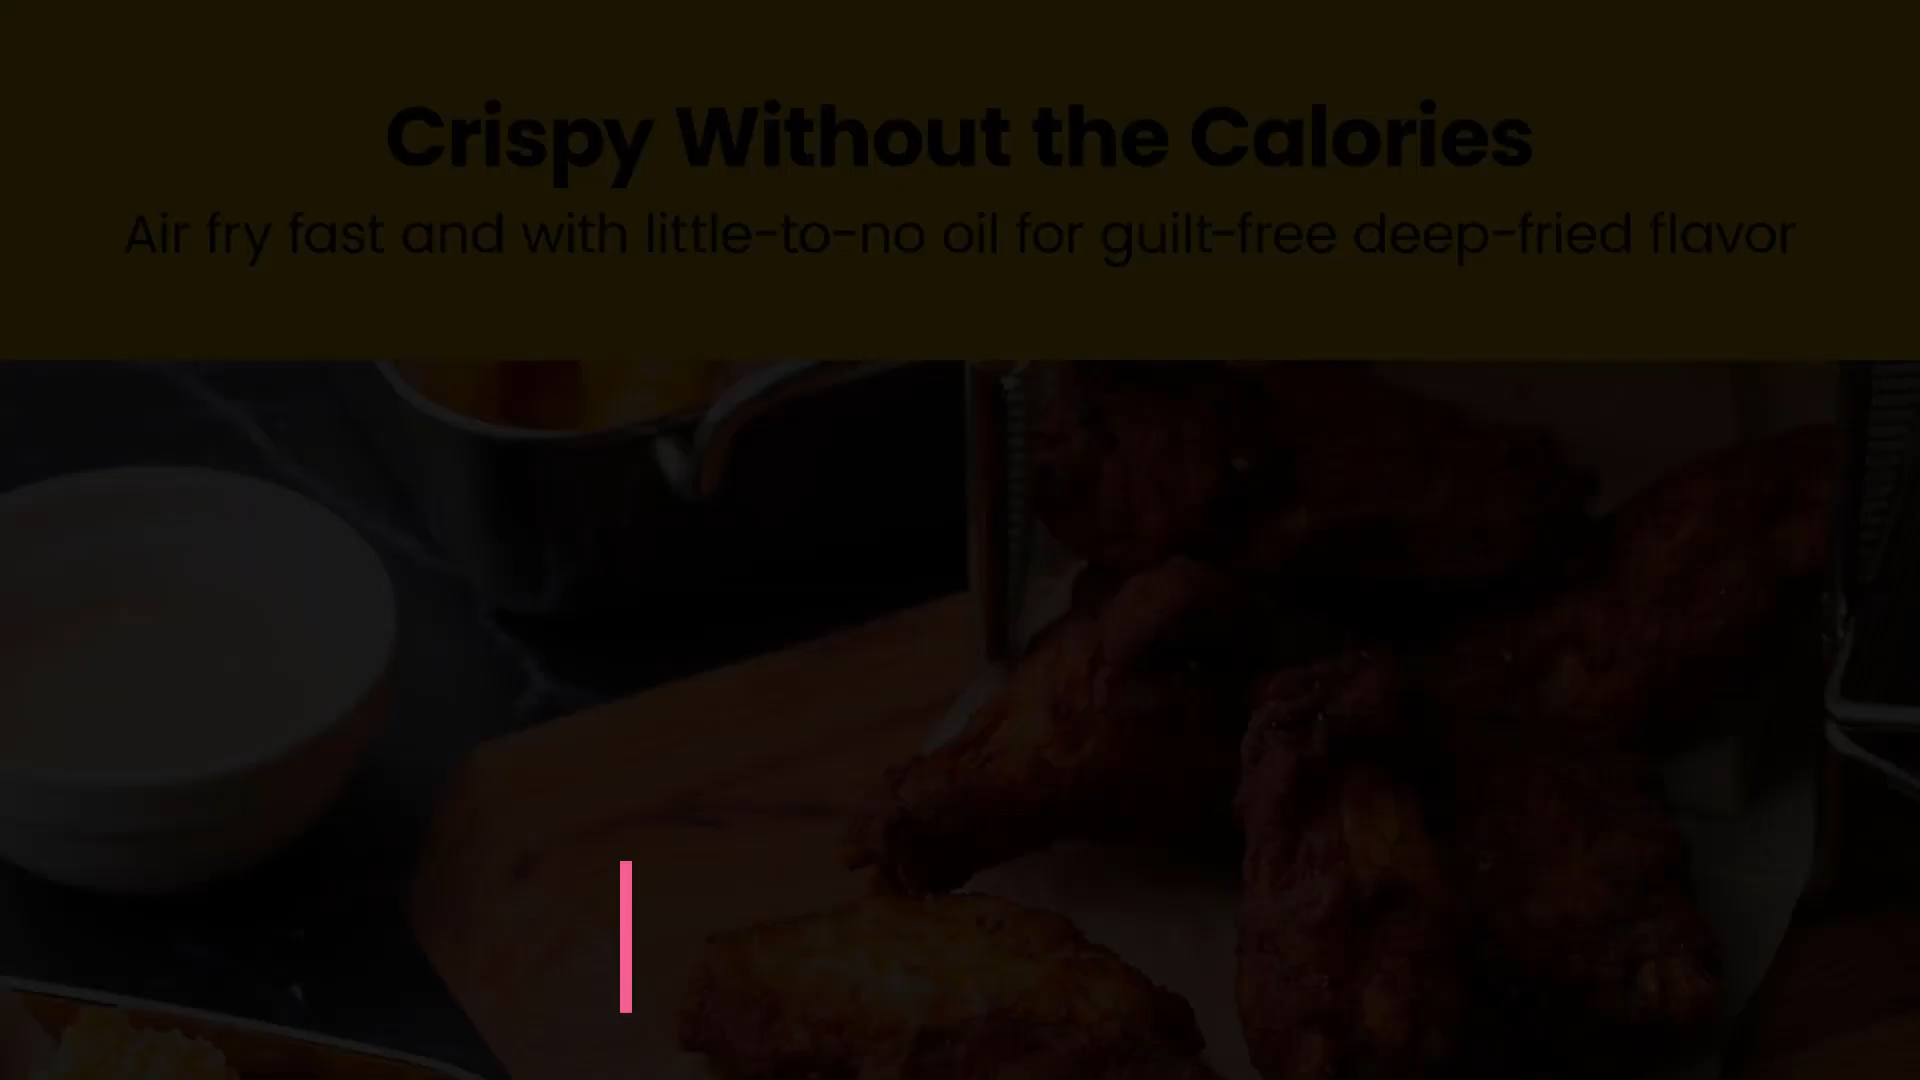 Crispy Without the Calories
Air fry fast and with little-to-no oil for guilt-free deep-fried flavor